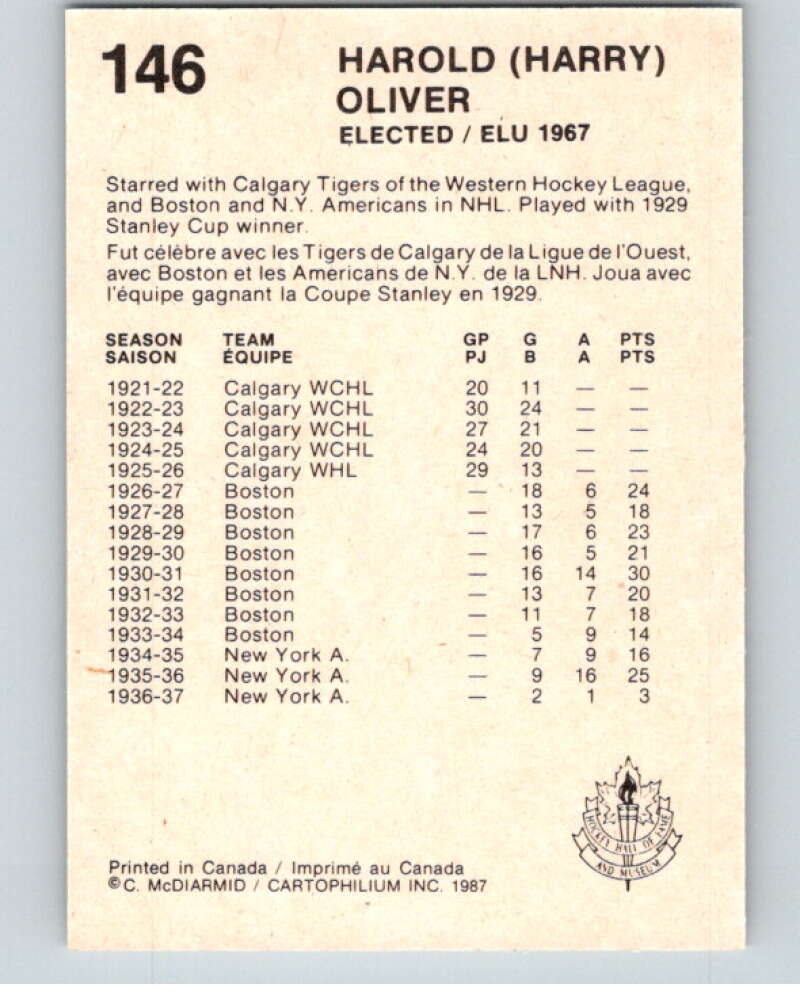 146
HAROLD (HARRY)
OLIVER
ELECTED / ELU 1967
Starred with Calgary Tigers of the Western Hockey League,
and Boston and N.Y. Americans in NHL. Played with 1929
Stanley Cup winner.
Fut célèbre avec les Tigers de Calgary de la Ligue de l'Ouest,
avec Boston et les Americans de N.Y. de la LNH. Joua avec
l'équipe gagnant la Coupe Stanley en 1929.
SEASON TEAM GP G A PTS
SAISON ÉQUIPE PJ B A PTS
1921-22 Calgary WCHL 20 11 — —
1922-23 Calgary WCHL 30 24 — —
1923-24 Calgary WCHL 27 21 — —
1924-25 Calgary WCHL 24 20 — —
1925-26 Calgary WHL 29 13 — —
1926-27 Boston — 18 6 24
1927-28 Boston — 13 5 18
1928-29 Boston — 17 6 23
1929-30 Boston — 16 5 21
1930-31 Boston — 16 14 30
1931-32 Boston — 13 7 20
1932-33 Boston — 11 7 18
1933-34 Boston — 5 9 14
1934-35 New York A. — 7 9 16
1935-36 New York A. — 9 16 25
1936-37 New York A. — 2 1 3
HOCKEY HALL OF FAME
AND MUSEUM
Printed in Canada / Imprimé au Canada
©C. McDIARMID / CARTOPHILIUM INC. 1987